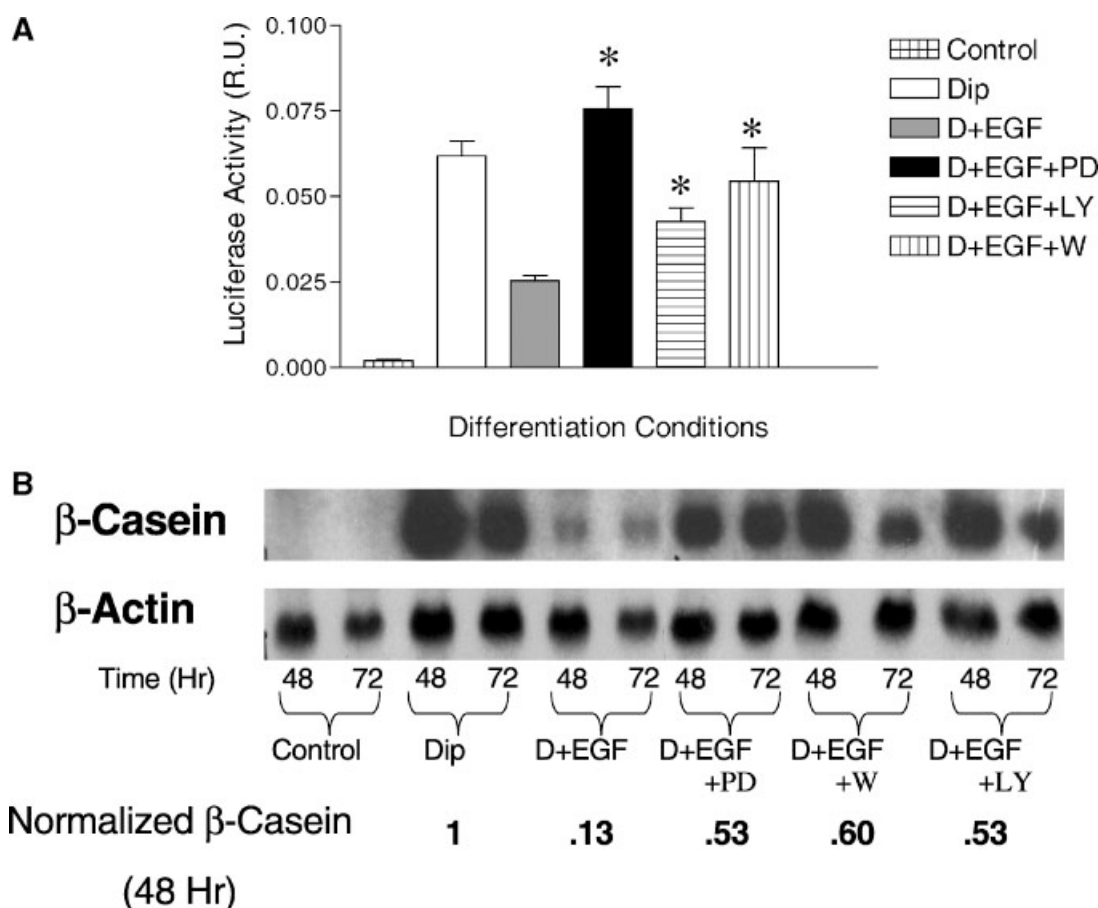 A
Luciferase Activity (R.U.)
0.100
0.075
0.050
0.025
0.000
*
*
*
Control
Dip
D+EGF
D+EGF+PD
D+EGF+LY
D+EGF+W
Differentiation Conditions
B
β-Casein
β-Actin
Time (Hr) 48 72 48 72 48 72 48 72 48 72 48 72
Control Dip D+EGF D+EGF D+EGF D+EGF
+PD +W +LY
Normalized β-Casein 1 .13 .53 .60 .53
(48 Hr)